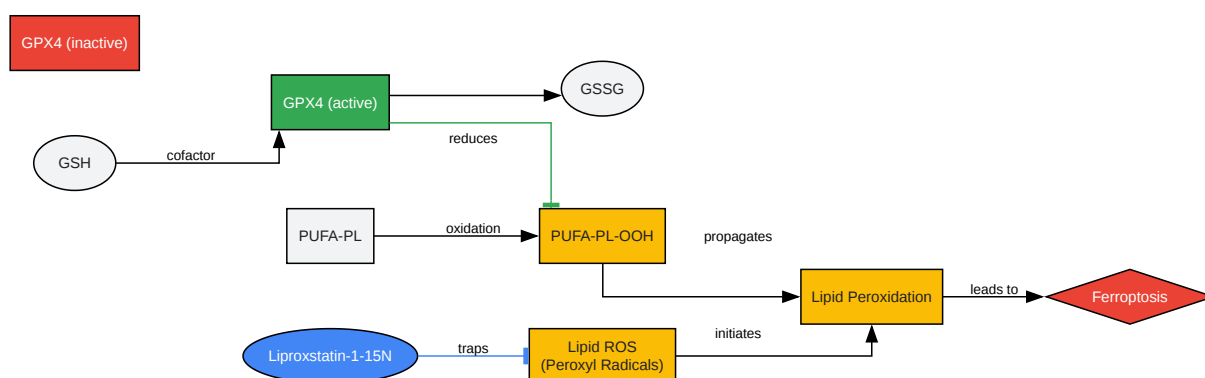 GPX4 (inactive)
GPX4 (active)
GSSG
reduces
GSH
cofactor
PUFA-PL
oxidation
PUFA-PL-OOH
propagates
Lipid Peroxidation
leads to
Ferroptosis
initiates
Liproxstatin-1-15N
traps
Lipid ROS
(Peroxyl Radicals)